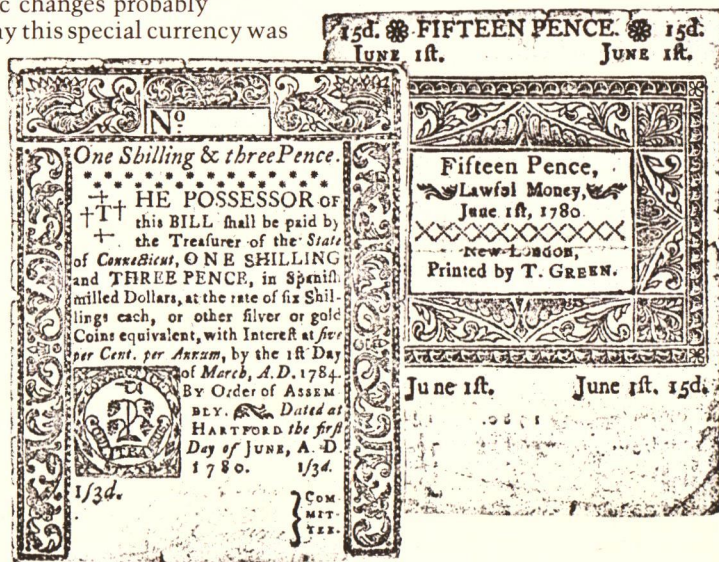 c changes probably
y this special currency was
No
One Shilling & three Pence.
THE POSSESSOR OF
this BILL ſhall be paid by
the Treaſurer of the State
of Connecticut, ONE SHILLING
and THREE PENCE, in Spaniſh
milled Dollars, at the rate of ſix Shil-
lings each, or other ſilver or gold
Coins equivalent, with Intereſt at five
per Cent. per Annum, by the 1ſt Day
of March, A.D. 1784.
By Order of ASSEM-
BLY. Dated at
HARTFORD the firſt
Day of JUNE, A. D.
1780. 1/3d.
1/3d.
COM-
MIT-
TEE.
15d. FIFTEEN PENCE. 15d.
JUNE 1ſt. JUNE 1ſt.
Fifteen Pence,
Lawful Money,
June 1ſt, 1780.
NEW-LONDON,
Printed by T. GREEN.
June 1ſt. June 1ſt. 15d.